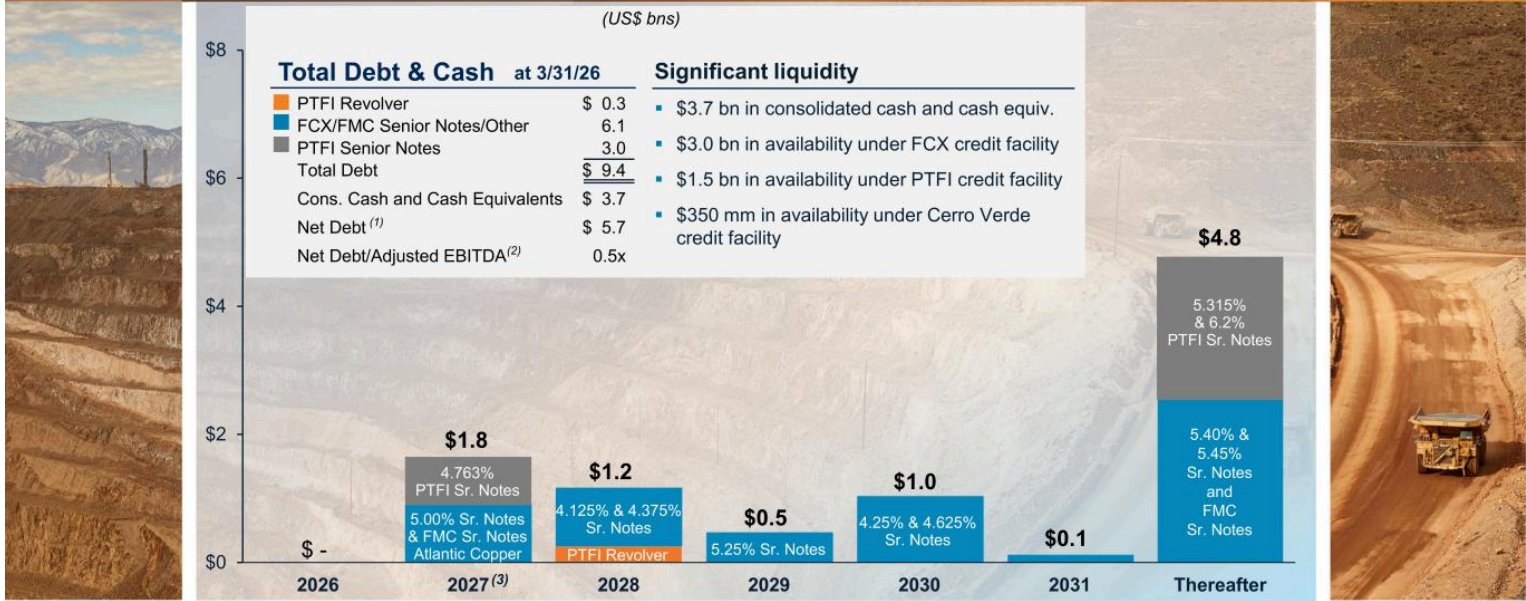 (US$ bns)
Total Debt & Cash at 3/31/26
PTFI Revolver $ 0.3
FCX/FMC Senior Notes/Other 6.1
PTFI Senior Notes 3.0
Total Debt $ 9.4
Cons. Cash and Cash Equivalents $ 3.7
Net Debt (1) $ 5.7
Net Debt/Adjusted EBITDA(2) 0.5x
Significant liquidity
▪ $3.7 bn in consolidated cash and cash equiv.
▪ $3.0 bn in availability under FCX credit facility
▪ $1.5 bn in availability under PTFI credit facility
▪ $350 mm in availability under Cerro Verde
credit facility
$8
$6
$4
$2
$0
$ -
$1.8
4.763%
PTFI Sr. Notes
5.00% Sr. Notes
& FMC Sr. Notes
Atlantic Copper
$1.2
4.125% & 4.375%
Sr. Notes
PTFI Revolver
$0.5
5.25% Sr. Notes
$1.0
4.25% & 4.625%
Sr. Notes
$0.1
$4.8
5.315%
& 6.2%
PTFI Sr. Notes
5.40% &
5.45%
Sr. Notes
and
FMC
Sr. Notes
2026 2027(3) 2028 2029 2030 2031 Thereafter